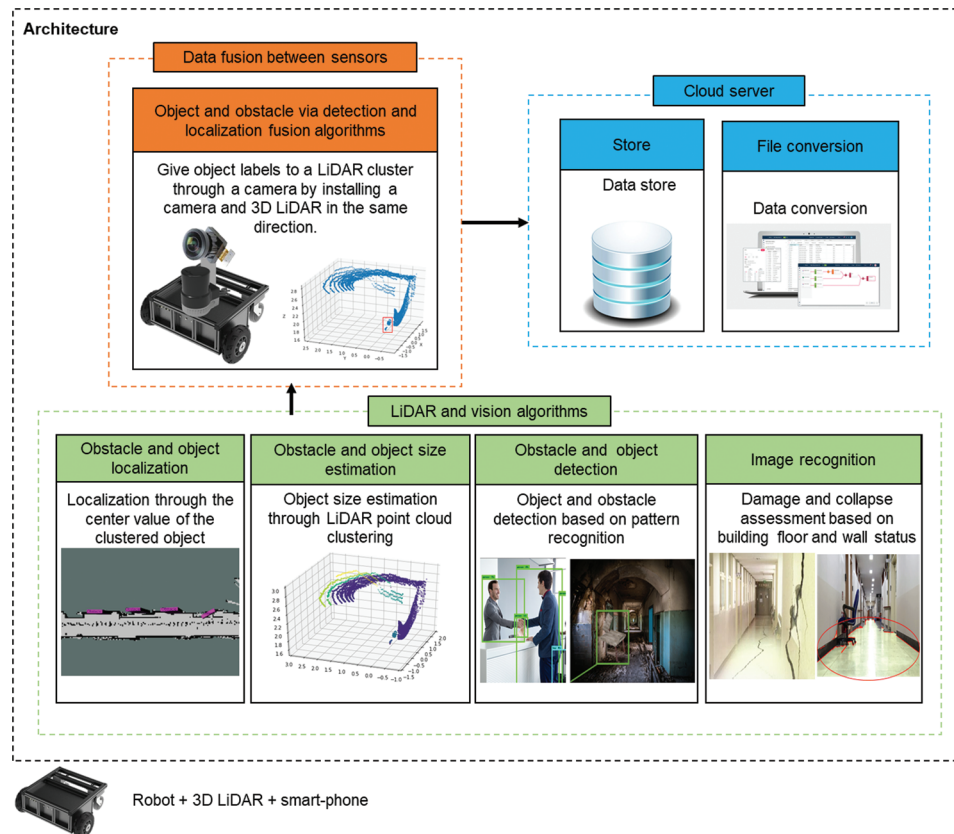 Architecture
Data fusion between sensors
Object and obstacle via detection and
localization fusion algorithms
Give object labels to a LiDAR cluster
through a camera by installing a
camera and 3D LiDAR in the same
direction.
Cloud server
Store
Data store
File conversion
Data conversion
LiDAR and vision algorithms
Obstacle and object
localization
Localization through the
center value of the
clustered object
Obstacle and object size
estimation
Object size estimation
through LiDAR point cloud
clustering
Obstacle and object
detection
Object and obstacle
detection based on pattern
recognition
Image recognition
Damage and collapse
assessment based on
building floor and wall status
Robot + 3D LiDAR + smart-phone